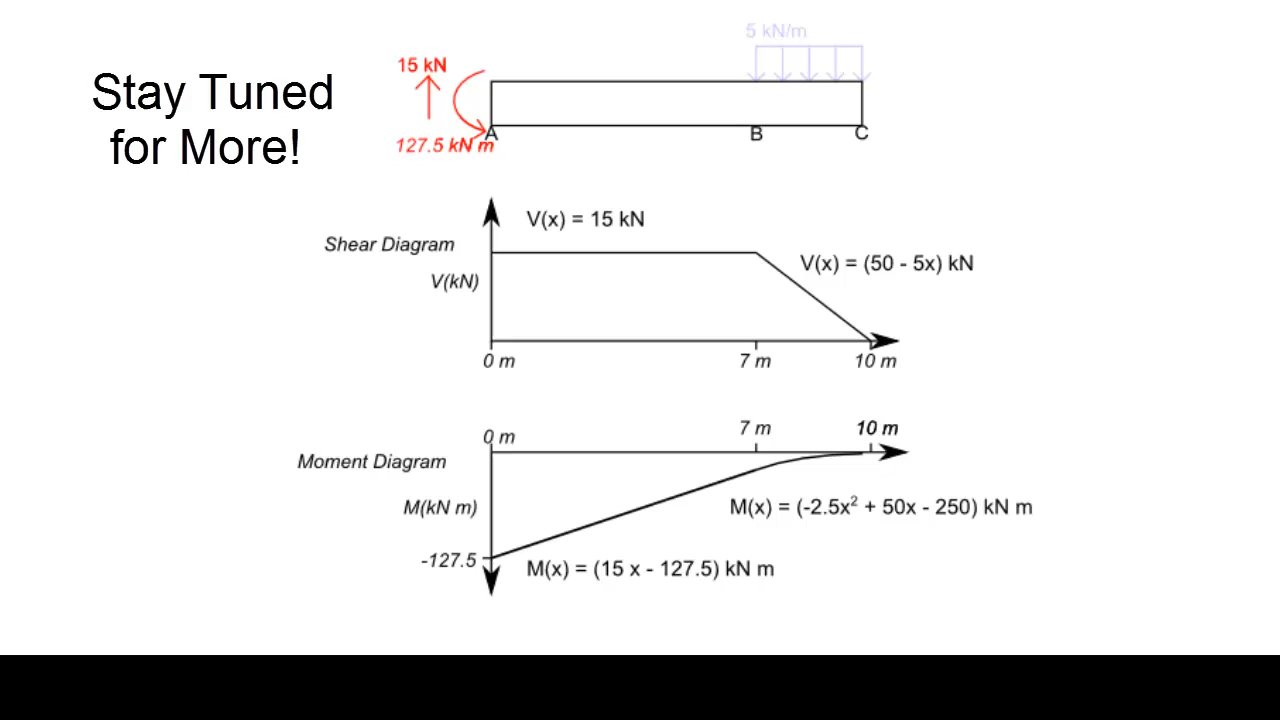 Stay Tuned
for More!
5 kN/m
15 kN
127.5 kN m
A
B
C
V(x) = 15 kN
Shear Diagram
V(x) = (50 - 5x) kN
V(kN)
0 m
7 m
10 m
7 m
10 m
0 m
Moment Diagram
M(kN m)
M(x) = (-2.5x² + 50x - 250) kN m
-127.5
M(x) = (15 x - 127.5) kN m